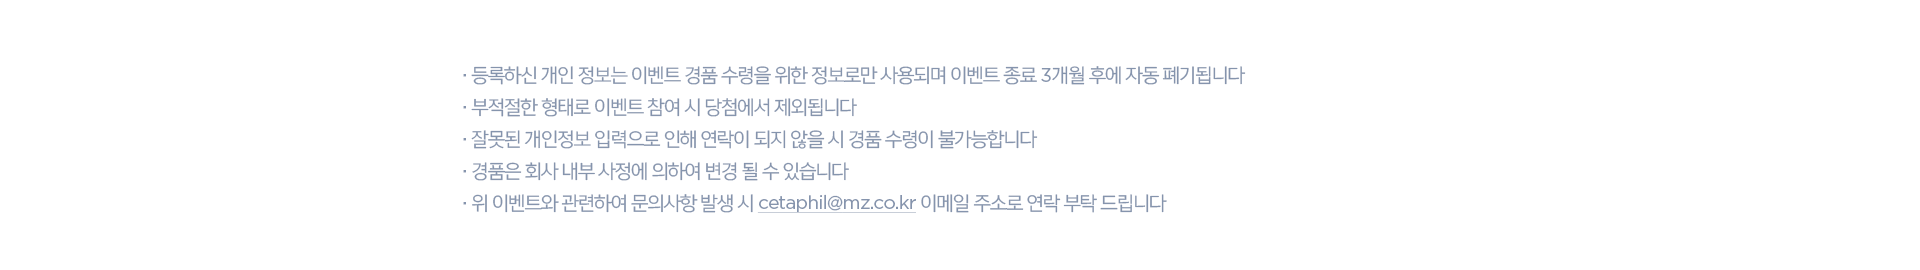 · 등록하신 개인 정보는 이벤트 경품 수령을 위한 정보로만 사용되며 이벤트 종료 3개월 후에 자동 폐기됩니다
· 부적절한 형태로 이벤트 참여 시 당첨에서 제외됩니다
· 잘못된 개인정보 입력으로 인해 연락이 되지 않을 시 경품 수령이 불가능합니다
· 경품은 회사 내부 사정에 의하여 변경 될 수 있습니다
· 위 이벤트와 관련하여 문의사항 발생 시 cetaphil@mz.co.kr 이메일 주소로 연락 부탁 드립니다